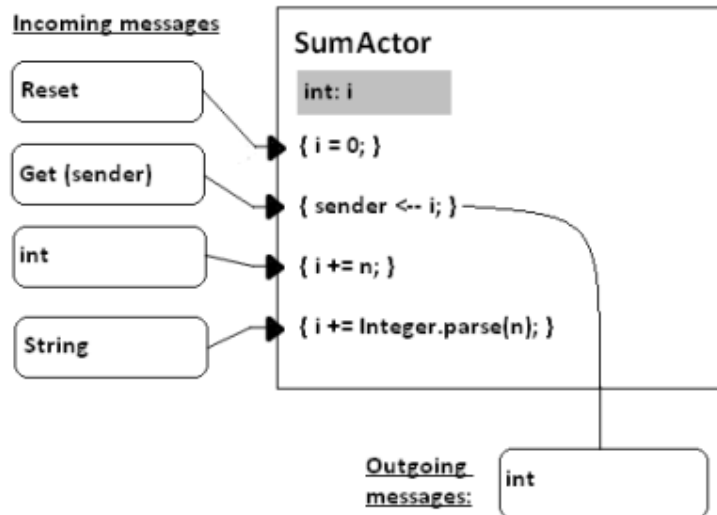 Incoming messages
SumActor
int: i
Reset
{ i = 0; }
Get (sender)
{ sender <-- i; }
int
{ i += n; }
String
{ i += Integer.parse(n); }
Outgoing
messages:
int